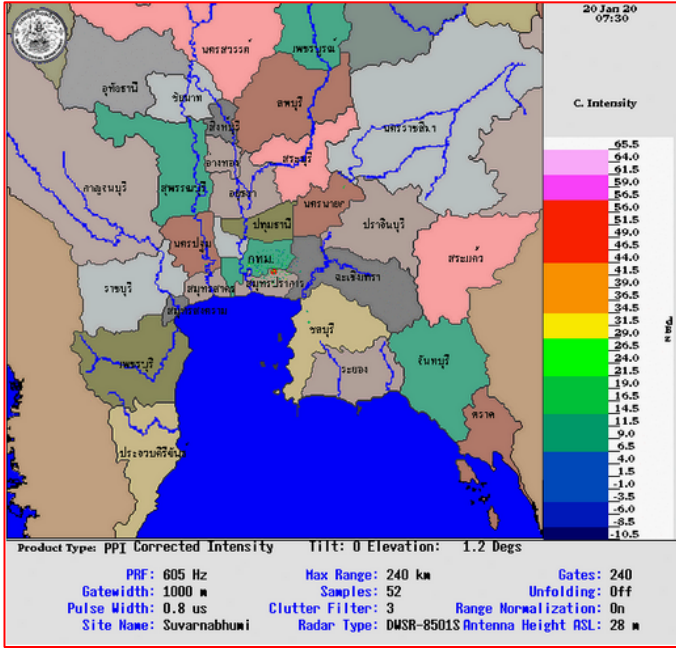 20 Jan 20
07:30
C. Intensity
65.5
64.0
61.5
59.0
56.5
56.0
51.5
49.0
46.5
44.0
41.5
39.0
36.5
34.5
31.5
29.0
26.5
24.0
21.5
19.0
16.5
14.5
11.5
9.0
6.5
4.0
1.5
-1.0
-3.5
-6.0
-8.5
-10.5
นครสวรรค์
เพชรบูรณ์
อุทัยธานี
ชัยนาท
ลพบุรี
สิงห์บุรี
นครราชสีมา
อ่างทอง
สระบุรี
กาญจนบุรี
สุพรรณบุรี
อยุธยา
นครนายก
ปทุมธานี
ปราจีนบุรี
นครปฐม
กทม.
สระแก้ว
ราชบุรี
สมุทรสาคร
สมุทรปราการ
ฉะเชิงเทรา
สมุทรสงคราม
ชลบุรี
เพชรบุรี
ระยอง
จันทบุรี
ตราด
ประจวบคีรีขันธ์
Product Type: PPI Corrected Intensity Tilt: 0 Elevation: 1.2 Degs
PRF: 605 Hz Max Range: 240 km Gates: 240
Gatewidth: 1000 m Samples: 52 Unfolding: Off
Pulse Width: 0.8 us Clutter Filter: 3 Range Normalization: On
Site Name: Suvarnabhumi Radar Type: DWSR-8501S Antenna Height ASL: 28 m